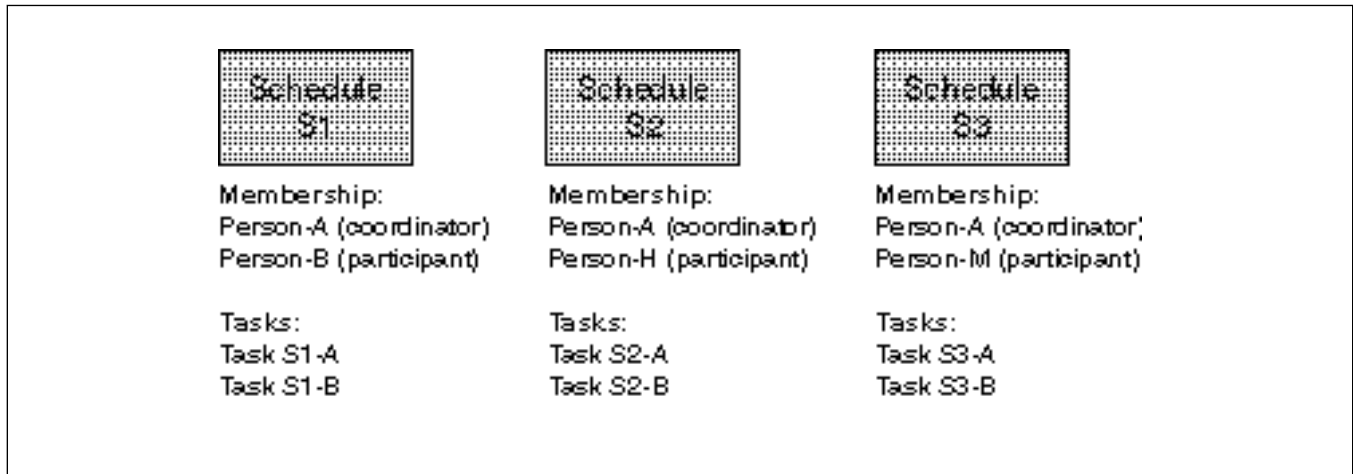 Schedule
S1
Membership:
Person-A (coordinator)
Person-B (participant)
Tasks:
Task S1-A
Task S1-B
Schedule
S2
Membership:
Person-A (coordinator)
Person-H (participant)
Tasks:
Task S2-A
Task S2-B
Schedule
S3
Membership:
Person-A (coordinator)
Person-M (participant)
Tasks:
Task S3-A
Task S3-B